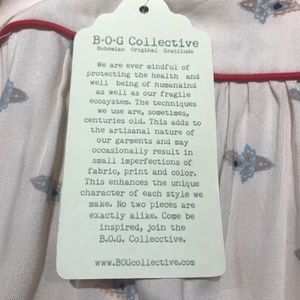 B·O·G Collective
Bohemian Original Gratitude
We are ever mindful of
protecting the health and
well being of humankind
as well as our fragile
ecosystem. The techniques
we use are, sometimes,
centuries old. This adds to
the artisanal nature of
our garments and may
occasionally result in
small imperfections of
fabric, print and color.
This enhances the unique
character of each style we
make. No two pieces are
exactly alike. Come be
inspired, join the
B.O.G. Collecctive.
www.BOGcollective.com